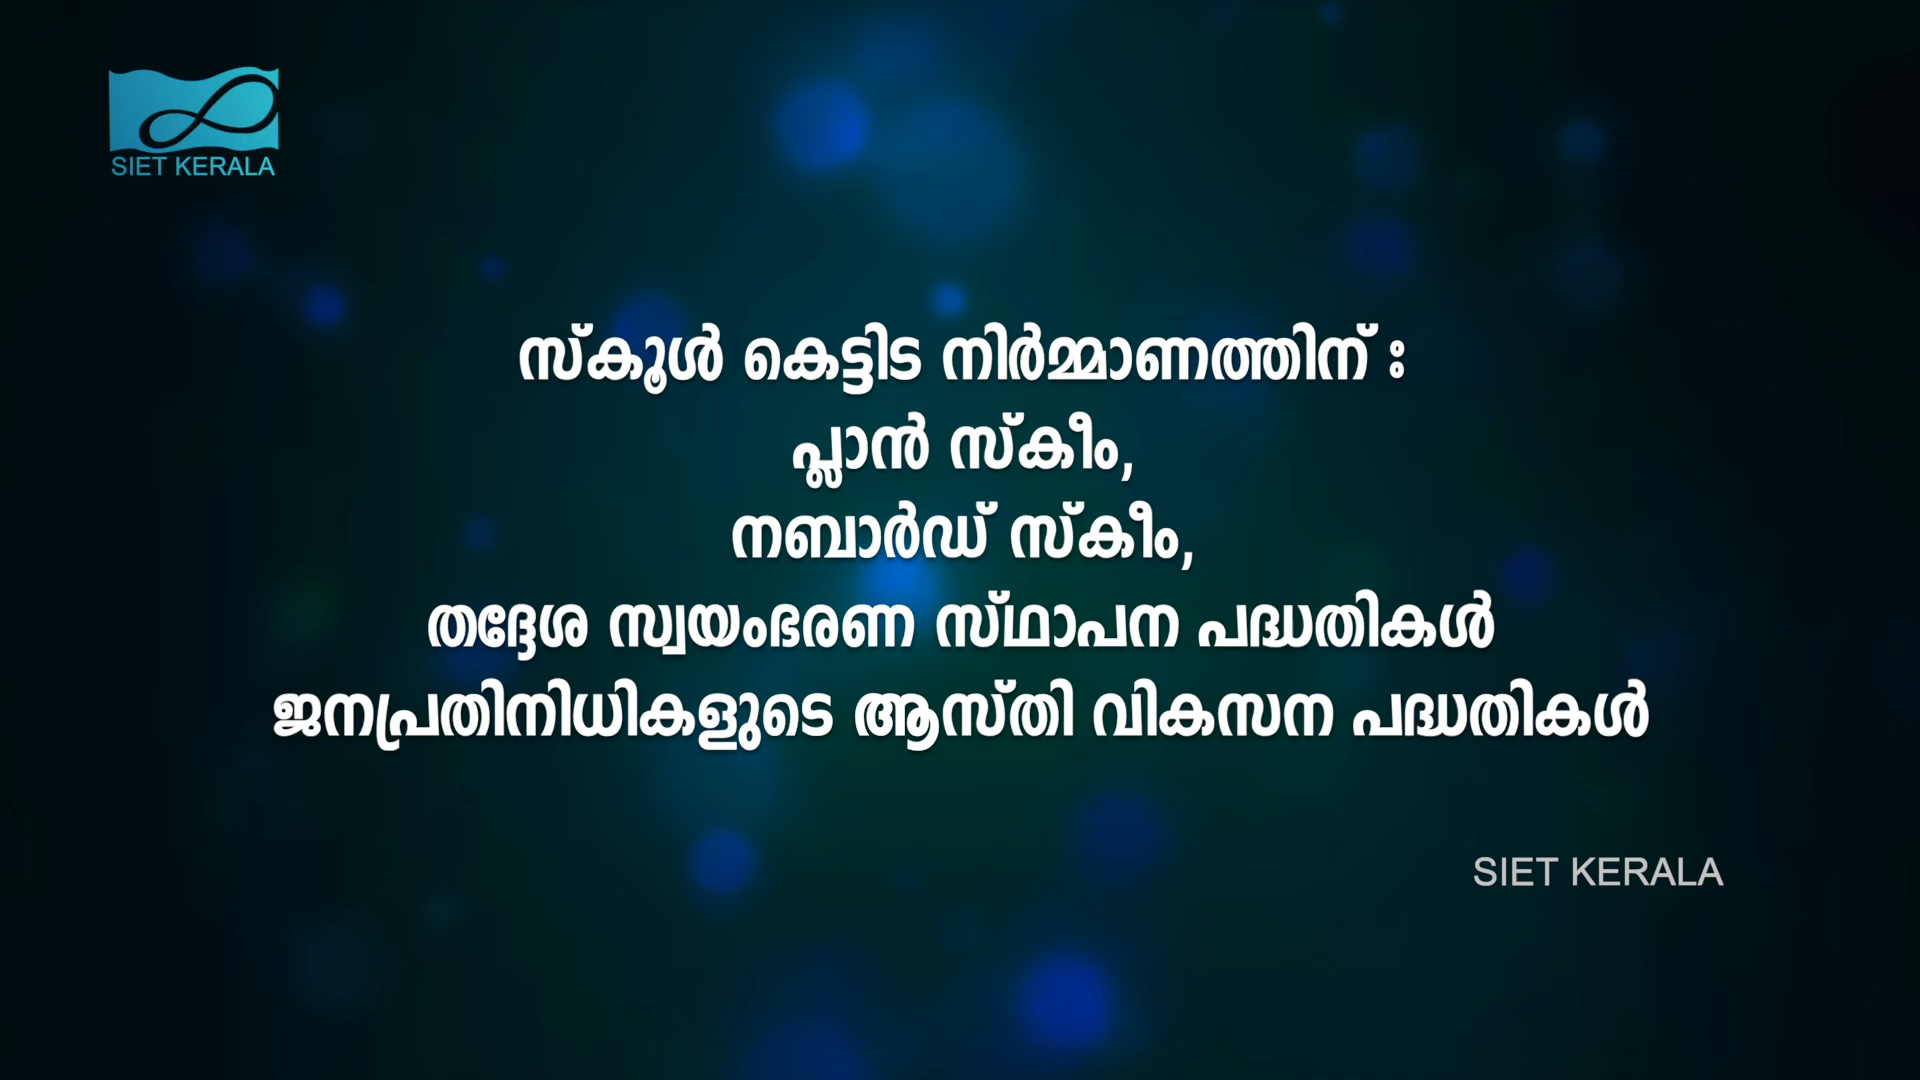 SIET KERALA
സ്കൂൾ കെട്ടിട നിർമ്മാണത്തിന് :
പ്ലാൻ സ്കീം,
നബാർഡ് സ്കീം,
തദ്ദേശ സ്വയംഭരണ സ്ഥാപന പദ്ധതികൾ
ജനപ്രതിനിധികളുടെ ആസ്തി വികസന പദ്ധതികൾ
SIET KERALA